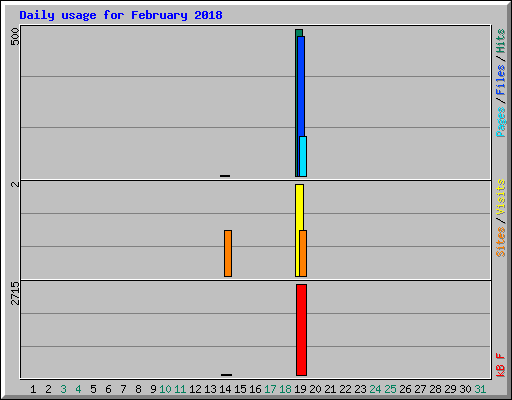 Daily usage for February 2018
500
Pages/Files/Hits
2
Sites/Visits
2715
kB F
1 2 3 4 5 6 7 8 9 10 11 12 13 14 15 16 17 18 19 20 21 22 23 24 25 26 27 28 29 30 31